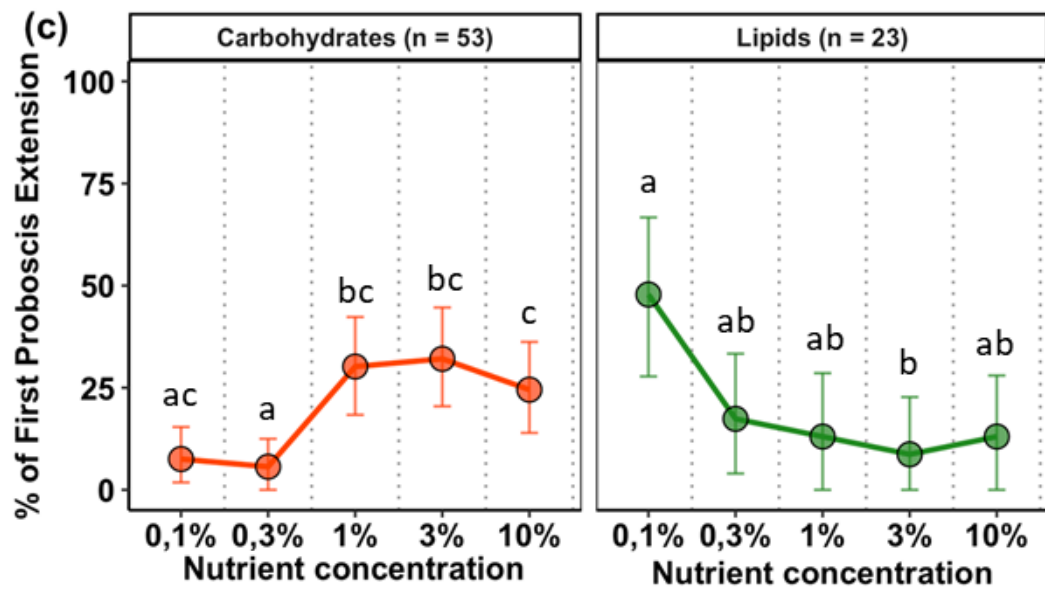 (c)
Carbohydrates (n = 53)
Lipids (n = 23)
% of First Proboscis Extension
100
75
50
25
0
ac
a
bc
bc
c
a
ab
ab
b
ab
0,1% 0,3% 1% 3% 10%
0,1% 0,3% 1% 3% 10%
Nutrient concentration
Nutrient concentration